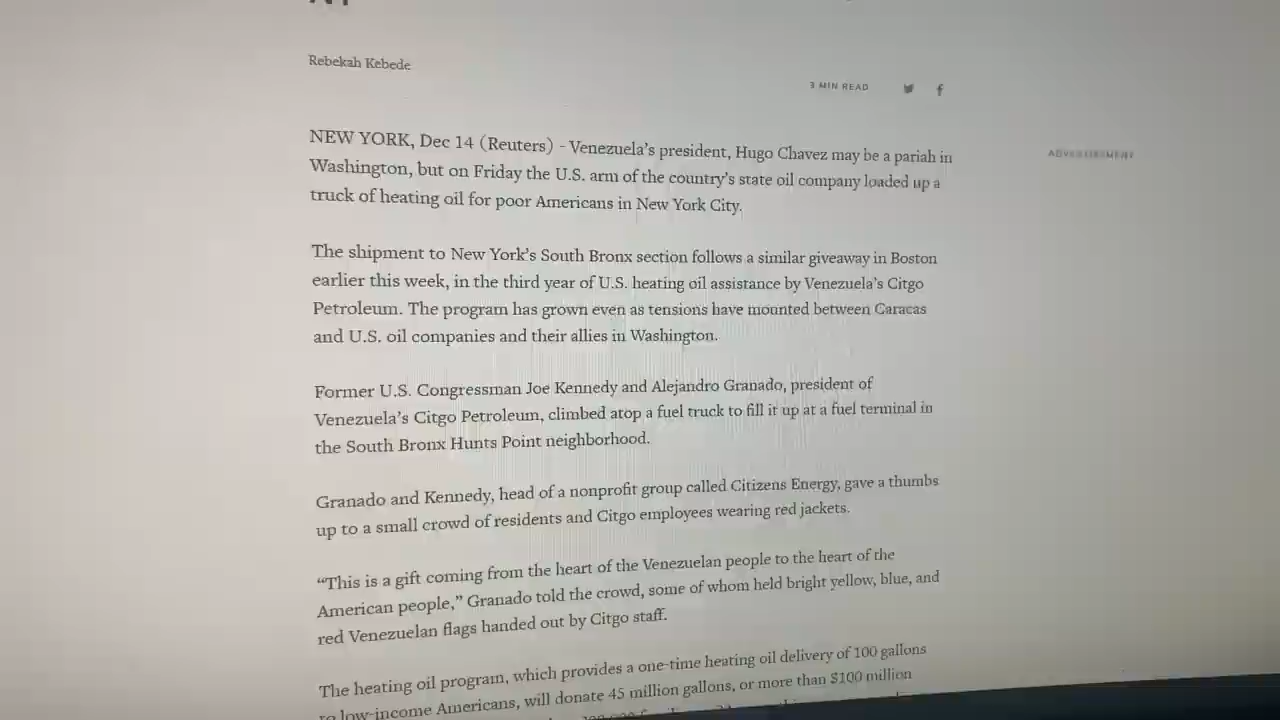 Rebekah Kebede
3 MIN READ
ADVERTISEMENT
NEW YORK, Dec 14 (Reuters) - Venezuela's president, Hugo Chavez may be a pariah in
Washington, but on Friday the U.S. arm of the country's state oil company loaded up a
truck of heating oil for poor Americans in New York City.
The shipment to New York's South Bronx section follows a similar giveaway in Boston
earlier this week, in the third year of U.S. heating oil assistance by Venezuela's Citgo
Petroleum. The program has grown even as tensions have mounted between Caracas
and U.S. oil companies and their allies in Washington.
Former U.S. Congressman Joe Kennedy and Alejandro Granado, president of
Venezuela's Citgo Petroleum, climbed atop a fuel truck to fill it up at a fuel terminal in
the South Bronx Hunts Point neighborhood.
Granado and Kennedy, head of a nonprofit group called Citizens Energy, gave a thumbs
up to a small crowd of residents and Citgo employees wearing red jackets.
“This is a gift coming from the heart of the Venezuelan people to the heart of the
American people,” Granado told the crowd, some of whom held bright yellow, blue, and
red Venezuelan flags handed out by Citgo staff.
The heating oil program, which provides a one-time heating oil delivery of 100 gallons
to low-income Americans, will donate 45 million gallons, or more than $100 million